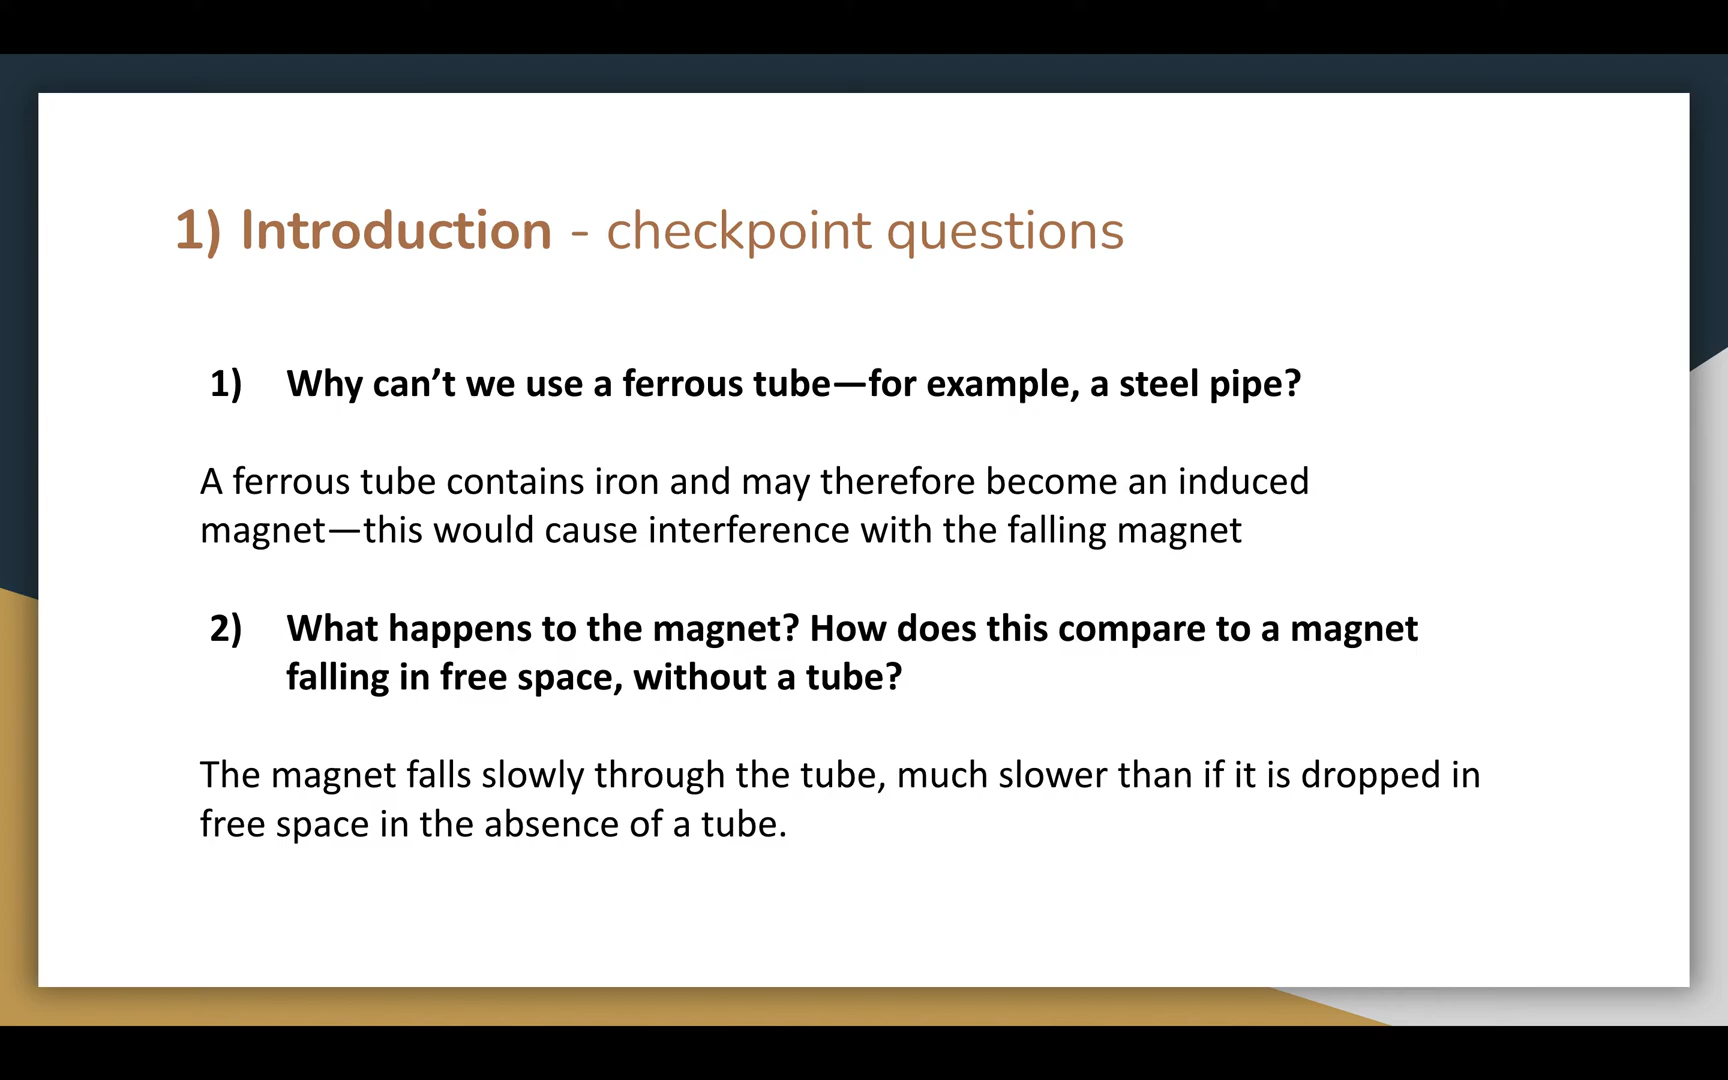 1) Introduction - checkpoint questions
1) Why can’t we use a ferrous tube—for example, a steel pipe?
A ferrous tube contains iron and may therefore become an induced
magnet—this would cause interference with the falling magnet
2) What happens to the magnet? How does this compare to a magnet
falling in free space, without a tube?
The magnet falls slowly through the tube, much slower than if it is dropped in
free space in the absence of a tube.